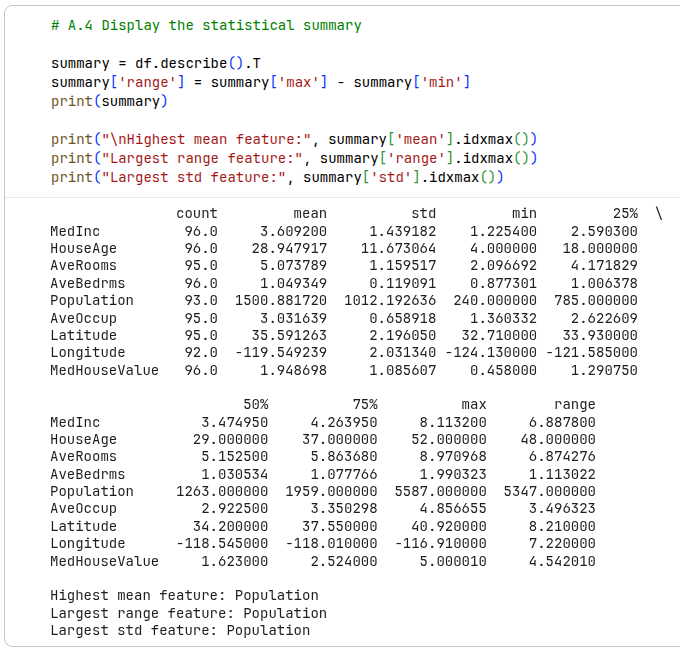 # A.4 Display the statistical summary
summary = df.describe().T
summary['range'] = summary['max'] - summary['min']
print(summary)
print("\nHighest mean feature:", summary['mean'].idxmax())
print("Largest range feature:", summary['range'].idxmax())
print("Largest std feature:", summary['std'].idxmax())
count mean std min 25% \
MedInc 96.0 3.609200 1.439182 1.225400 2.590300
HouseAge 96.0 28.947917 11.673064 4.000000 18.000000
AveRooms 95.0 5.073789 1.159517 2.096692 4.171829
AveBedrms 96.0 1.049349 0.119091 0.877301 1.006378
Population 93.0 1500.881720 1012.192636 240.000000 785.000000
AveOccup 95.0 3.031639 0.658918 1.360332 2.622609
Latitude 95.0 35.591263 2.196050 32.710000 33.930000
Longitude 92.0 -119.549239 2.031340 -124.130000 -121.585000
MedHouseValue 96.0 1.948698 1.085607 0.458000 1.290750
50% 75% max range
MedInc 3.474950 4.263950 8.113200 6.887800
HouseAge 29.000000 37.000000 52.000000 48.000000
AveRooms 5.152500 5.863680 8.970968 6.874276
AveBedrms 1.030534 1.077766 1.990323 1.113022
Population 1263.000000 1959.000000 5587.000000 5347.000000
AveOccup 2.922500 3.350298 4.856655 3.496323
Latitude 34.200000 37.550000 40.920000 8.210000
Longitude -118.545000 -118.010000 -116.910000 7.220000
MedHouseValue 1.623000 2.524000 5.000010 4.542010
Highest mean feature: Population
Largest range feature: Population
Largest std feature: Population